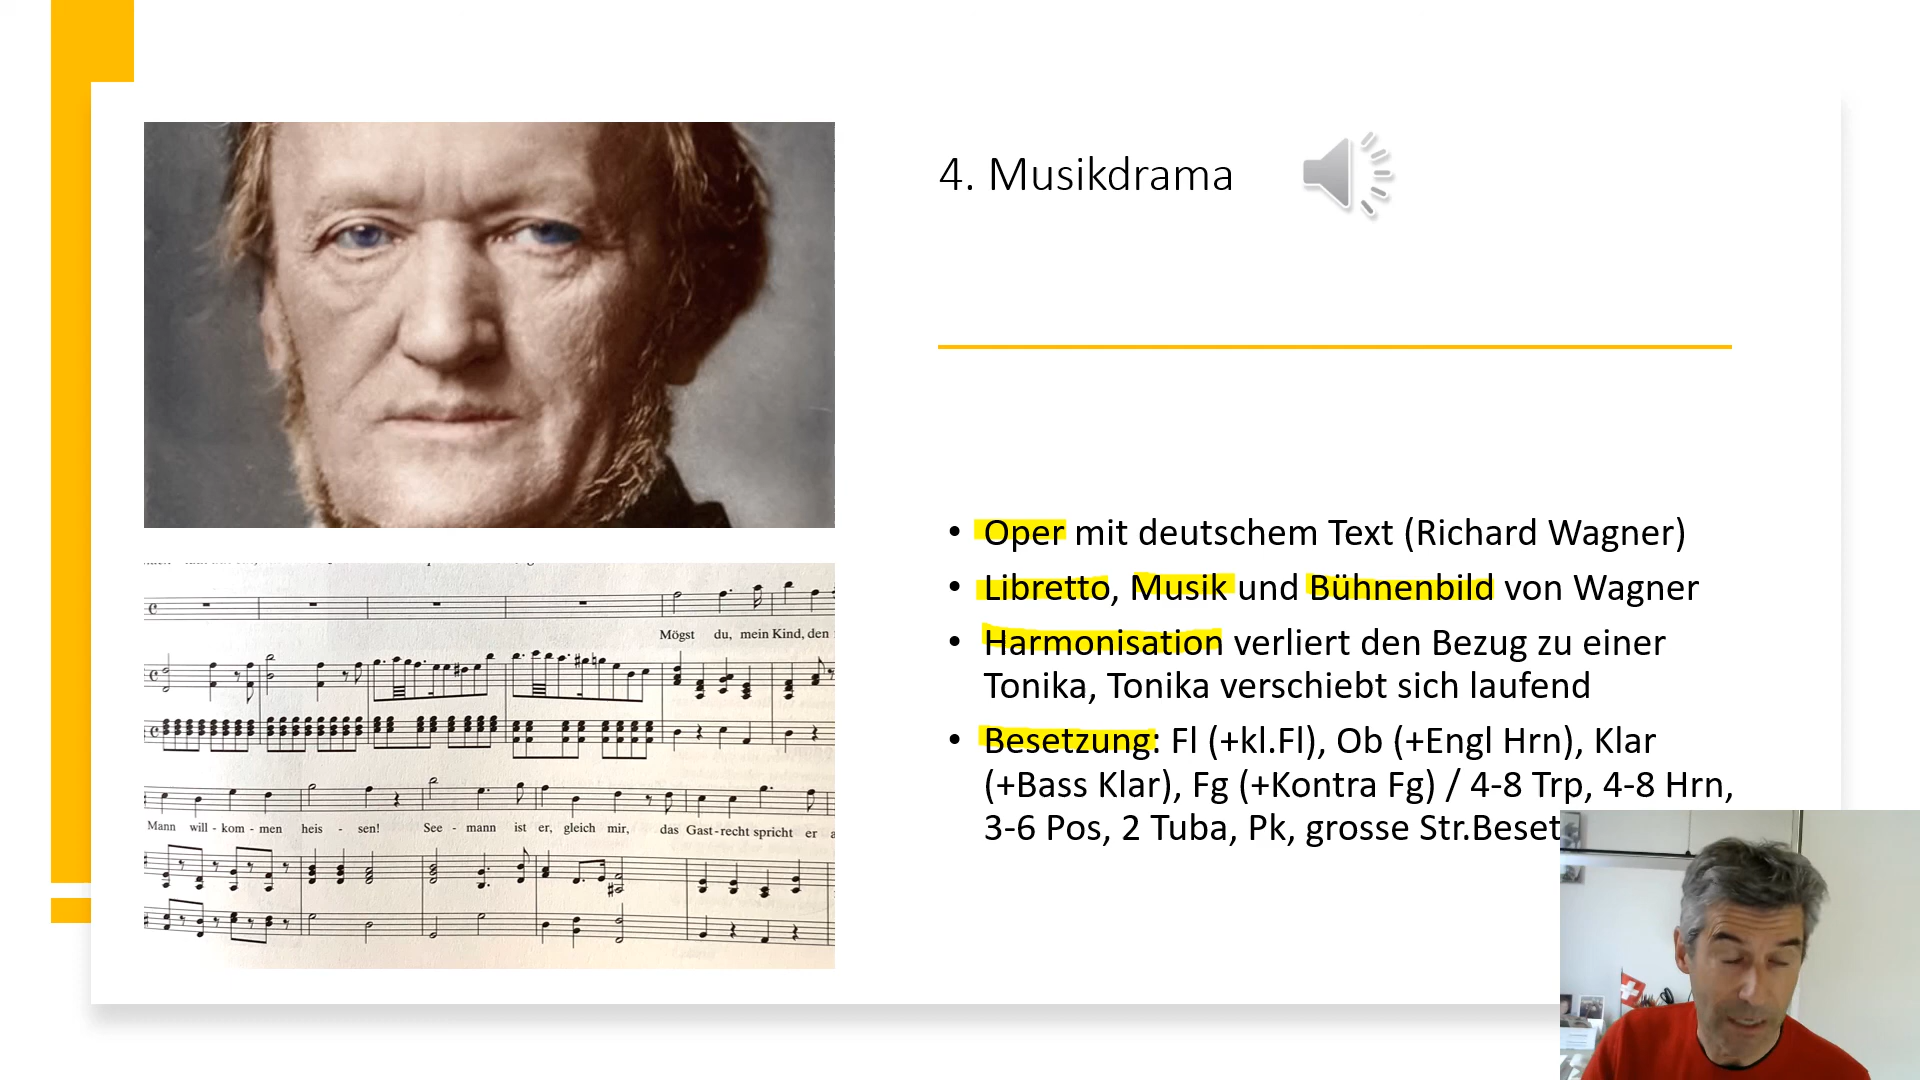 4. Musikdrama
• Oper mit deutschem Text (Richard Wagner)
• Libretto, Musik und Bühnenbild von Wagner
• Harmonisation verliert den Bezug zu einer
Tonika, Tonika verschiebt sich laufend
• Besetzung: Fl (+kl.Fl), Ob (+Engl Hrn), Klar
(+Bass Klar), Fg (+Kontra Fg) / 4-8 Trp, 4-8 Hrn,
3-6 Pos, 2 Tuba, Pk, grosse Str.Beset
Mögst du, mein Kind, den
Mann will - kom - men heis - sen! See - mann ist er, gleich mir, das Gast - recht spricht er